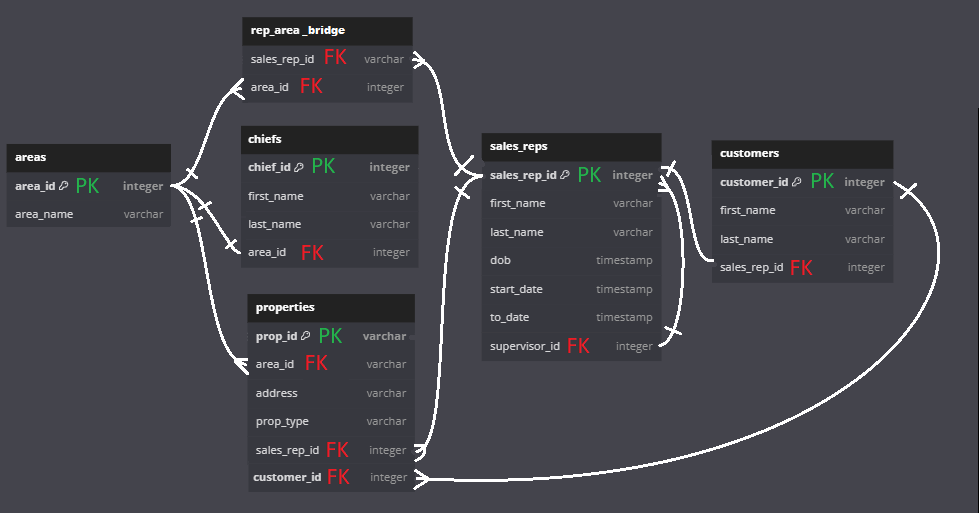 rep_area_bridge
sales_rep_id FK varchar
area_id FK integer
areas
area_id PK integer
area_name varchar
chiefs
chief_id PK integer
first_name varchar
last_name varchar
area_id FK integer
properties
prop_id PK varchar
area_id FK varchar
address varchar
prop_type varchar
sales_rep_id FK integer
customer_id FK integer
sales_reps
sales_rep_id PK integer
first_name varchar
last_name varchar
dob timestamp
start_date timestamp
to_date timestamp
supervisor_id FK integer
customers
customer_id PK integer
first_name varchar
last_name varchar
sales_rep_id FK integer